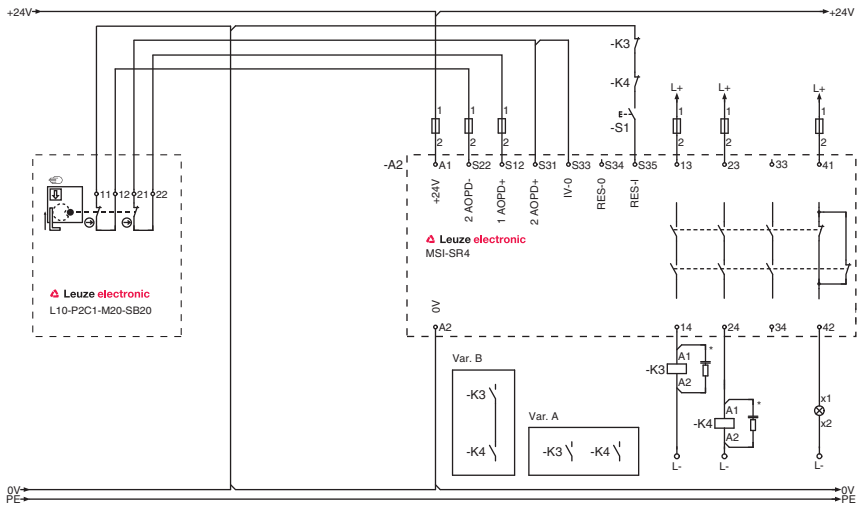 +24V +24V
-K3
-K4
L+ L+ L+
E--
-S1
1 1 1 1 1 1
2 2 2 2 2 2
-A2 A1 S22 S12 S31 S33 S34 S35 13 23 33 41
+24V
2 AOPD-
1 AOPD+
2 AOPD+
IV-0
RES-0
RES-I
11 12 21 22
Leuze electronic
MSI-SR4
Leuze electronic
L10-P2C1-M20-SB20
0V
A2 14 24 34 42
Var. B
-K3
-K4
Var. A
-K3 -K4
-K3 A1 *
A2
-K4 A1 *
A2
x1
x2
L- L- L-
0V 0V
PE PE